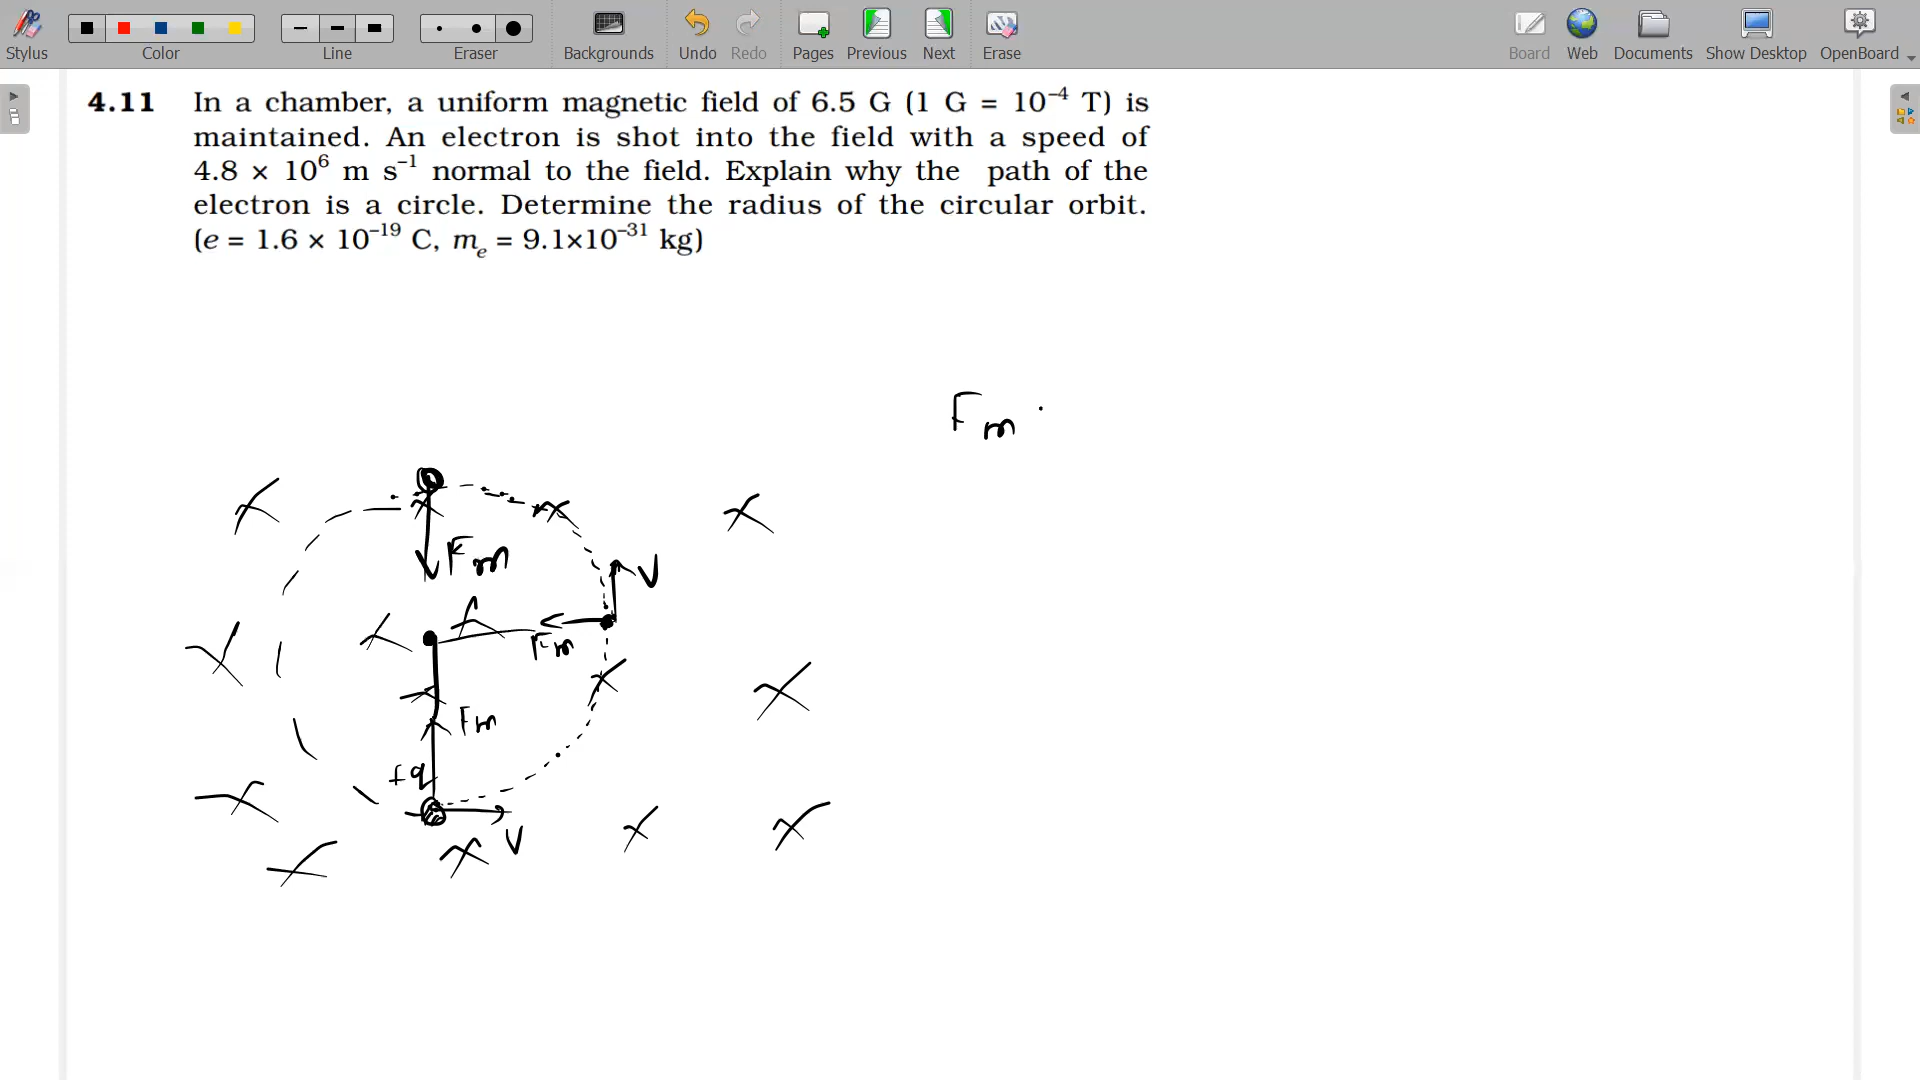 Stylus Color Line Eraser Backgrounds Undo Redo Pages Previous Next Erase Board Web Documents Show Desktop OpenBoard
4.11 In a chamber, a uniform magnetic field of 6.5 G (1 G = 10⁻⁴ T) is
maintained. An electron is shot into the field with a speed of
4.8 × 10⁶ m s⁻¹ normal to the field. Explain why the path of the
electron is a circle. Determine the radius of the circular orbit.
(e = 1.6 × 10⁻¹⁹ C, mₑ = 9.1×10⁻³¹ kg)
Fm
Fm
V
Fm
Fm
+q
V